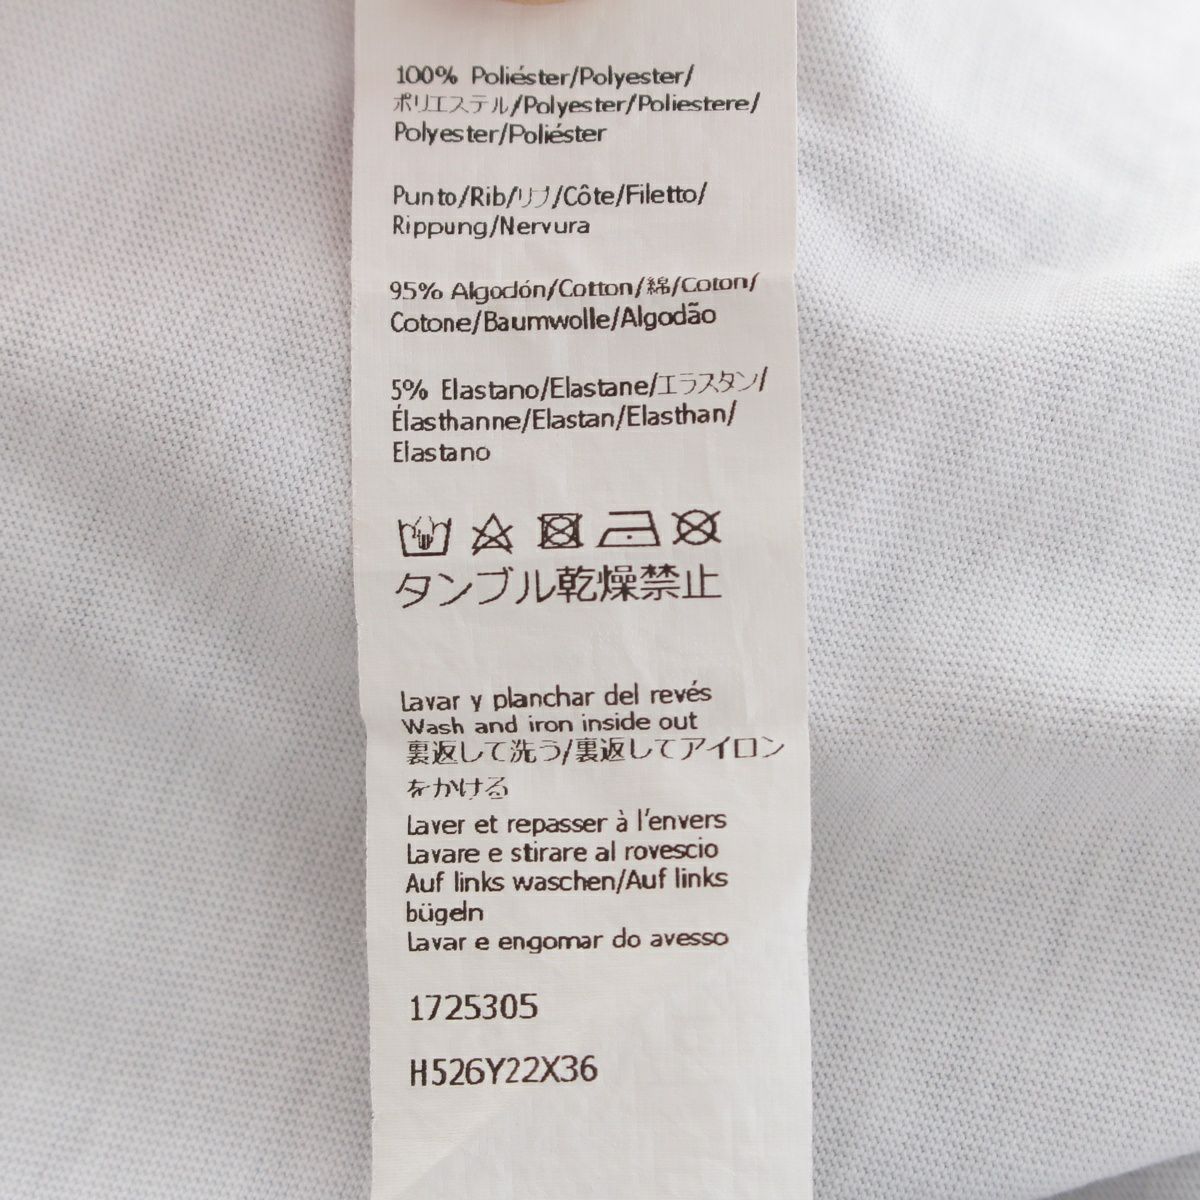 100% Poliéster/Polyester/
ポリエステル/Polyester/Poliestere/
Polyester/Poliéster
Punto/Rib/リブ/Côte/Filetto/
Rippung/Nervura
95% Algodón/Cotton/綿/Coton/
Cotone/Baumwolle/Algodão
5% Elastano/Elastane/エラスタン/
Élasthanne/Elastan/Elasthan/
Elastano
タンブル乾燥禁止
Lavar y planchar del revés
Wash and iron inside out
裏返して洗う/裏返してアイロン
をかける
Laver et repasser à l'envers
Lavare e stirare al rovescio
Auf links waschen/Auf links
bügeln
Lavar e engomar do avesso
1725305
H526Y22X36